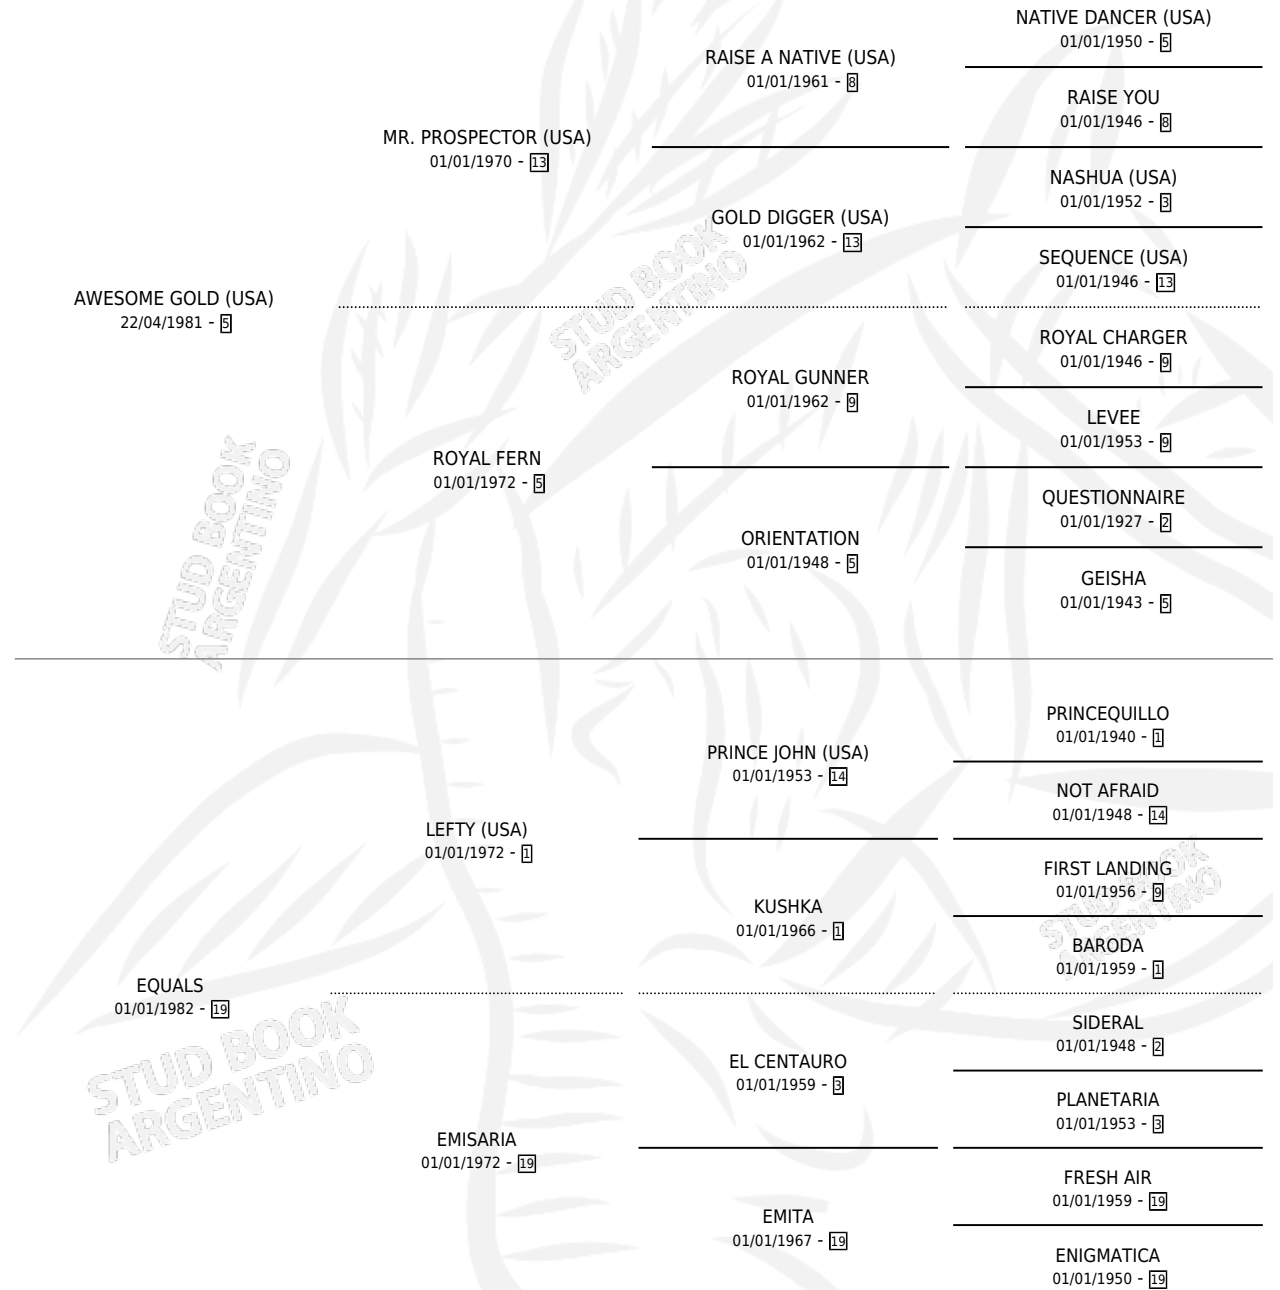 NATIVE DANCER (USA)
01/01/1950 - 5
RAISE A NATIVE (USA)
01/01/1961 - 8
RAISE YOU
01/01/1946 - 8
MR. PROSPECTOR (USA)
01/01/1970 - 13
NASHUA (USA)
01/01/1952 - 3
GOLD DIGGER (USA)
01/01/1962 - 13
SEQUENCE (USA)
01/01/1946 - 13
AWESOME GOLD (USA)
22/04/1981 - 5
STUD BOOK
ARGENTINO
ROYAL CHARGER
01/01/1946 - 9
ROYAL GUNNER
01/01/1962 - 9
LEVEE
01/01/1953 - 9
ROYAL FERN
01/01/1972 - 5
QUESTIONNAIRE
01/01/1927 - 2
ORIENTATION
01/01/1948 - 5
GEISHA
01/01/1943 - 5
STUD BOOK
ARGENTINO
PRINCEQUILLO
01/01/1940 - 1
PRINCE JOHN (USA)
01/01/1953 - 14
NOT AFRAID
01/01/1948 - 14
LEFTY (USA)
01/01/1972 - 1
FIRST LANDING
01/01/1956 - 9
KUSHKA
01/01/1966 - 1
STUD BOOK
ARGENTINO
BARODA
01/01/1959 - 1
EQUALS
01/01/1982 - 19
SIDERAL
01/01/1948 - 2
EL CENTAURO
01/01/1959 - 3
STUD BOOK
ARGENTINO
PLANETARIA
01/01/1953 - 3
EMISARIA
01/01/1972 - 19
FRESH AIR
01/01/1959 - 19
EMITA
01/01/1967 - 19
ENIGMATICA
01/01/1950 - 19